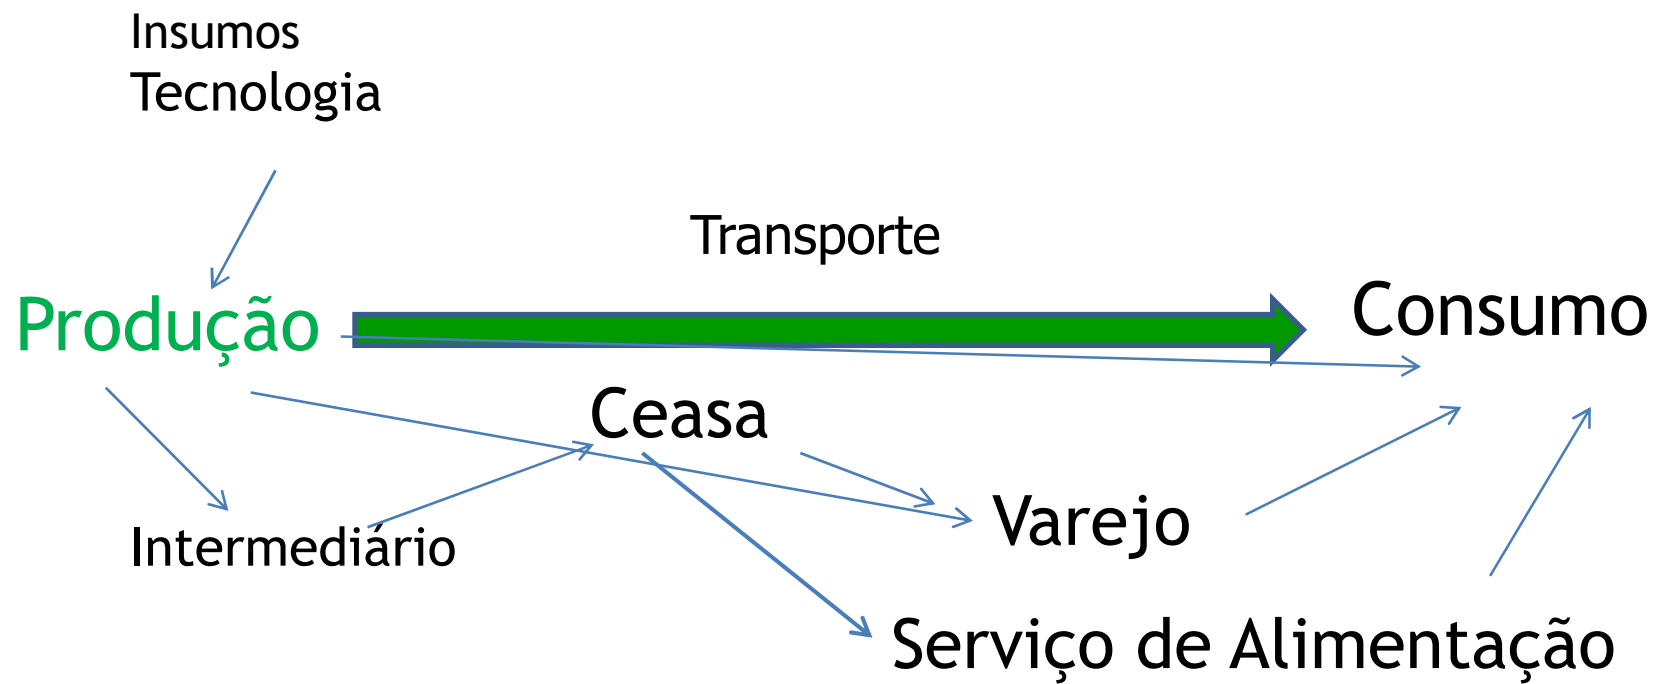 Insumos
Tecnologia
Transporte
Produção
Consumo
Ceasa
Varejo
Intermediário
Serviço de Alimentação